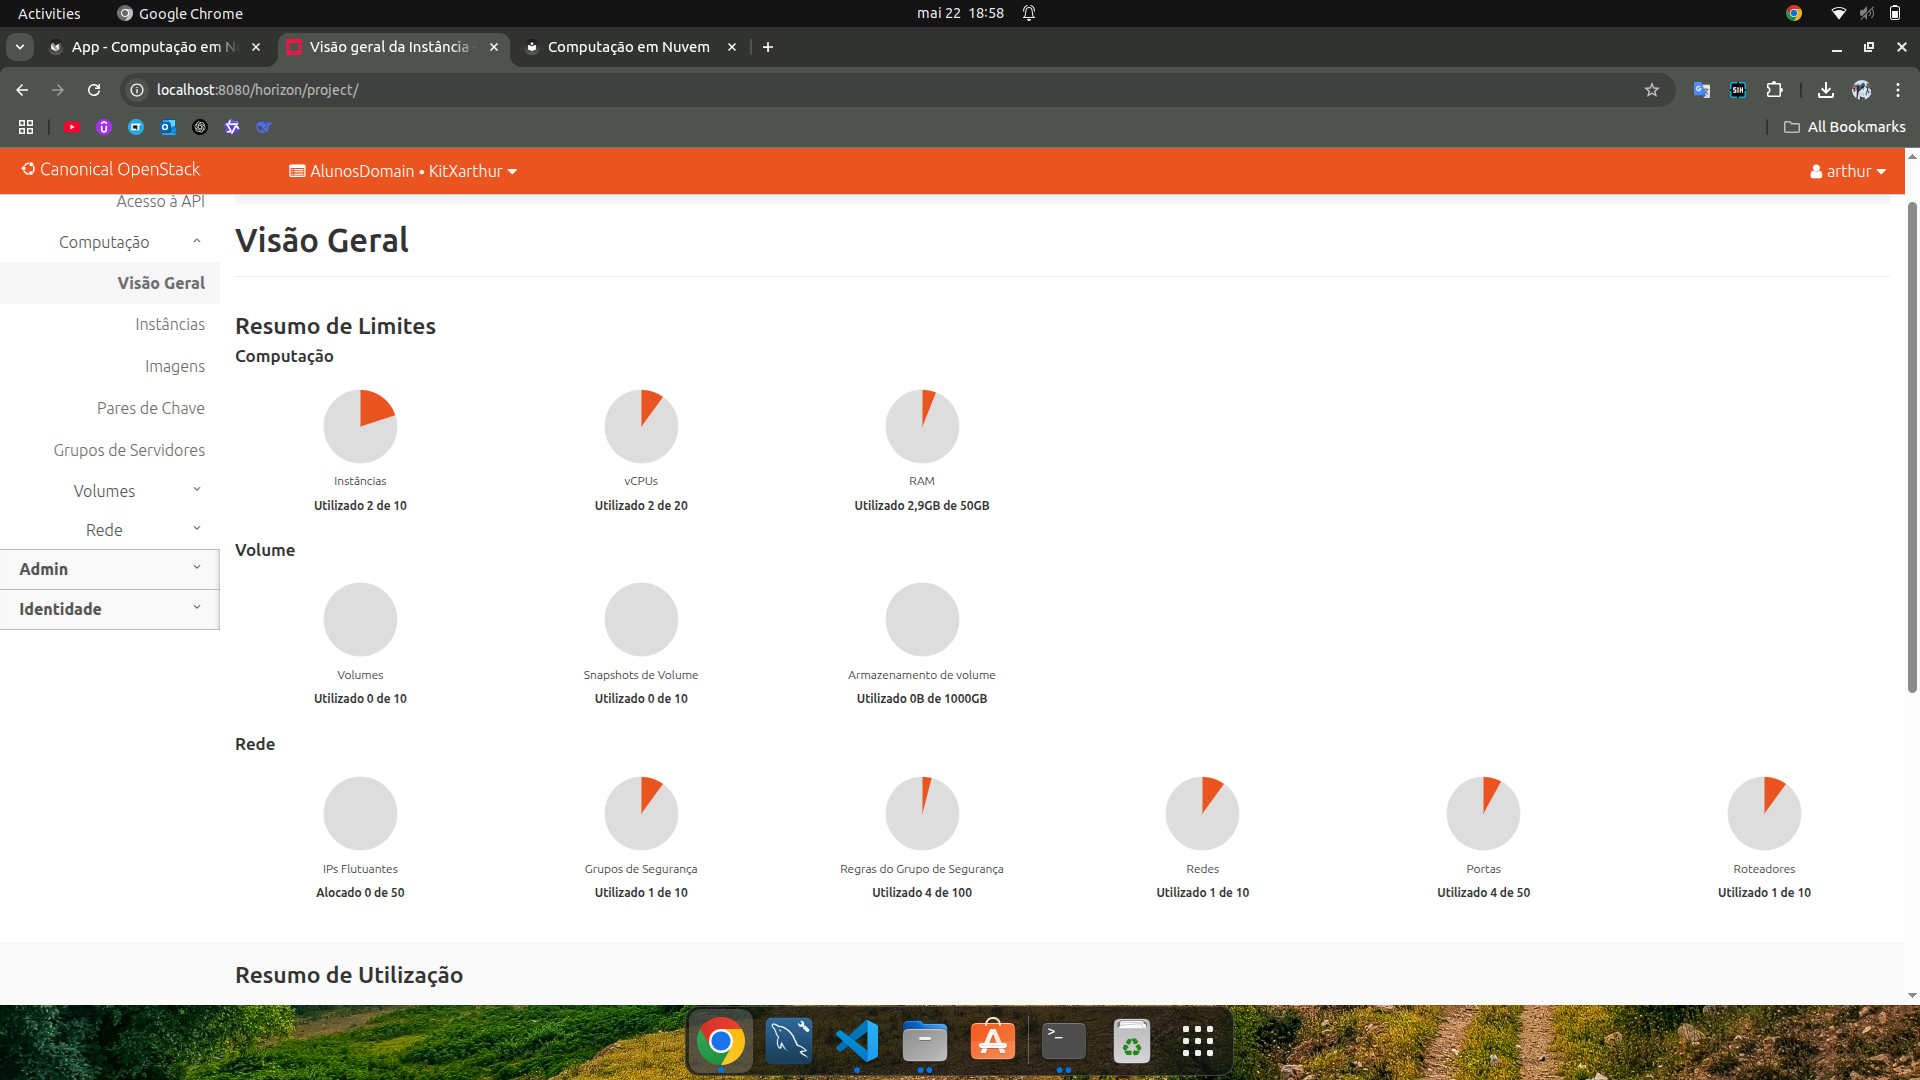 Activities
Google Chrome
mai 22 18:58
App - Computação em N
Visão geral da Instância -
Computação em Nuvem
localhost:8080/horizon/project/
All Bookmarks
Canonical OpenStack
AlunosDomain • KitXarthur
arthur
Acesso à API
Computação
Visão Geral
Instâncias
Imagens
Pares de Chave
Grupos de Servidores
Volumes
Rede
Admin
Identidade
Visão Geral
Resumo de Limites
Computação
Instâncias
Utilizado 2 de 10
vCPUs
Utilizado 2 de 20
RAM
Utilizado 2,9GB de 50GB
Volume
Volumes
Utilizado 0 de 10
Snapshots de Volume
Utilizado 0 de 10
Armazenamento de volume
Utilizado 0B de 1000GB
Rede
IPs Flutuantes
Alocado 0 de 50
Grupos de Segurança
Utilizado 1 de 10
Regras do Grupo de Segurança
Utilizado 4 de 100
Redes
Utilizado 1 de 10
Portas
Utilizado 4 de 50
Roteadores
Utilizado 1 de 10
Resumo de Utilização